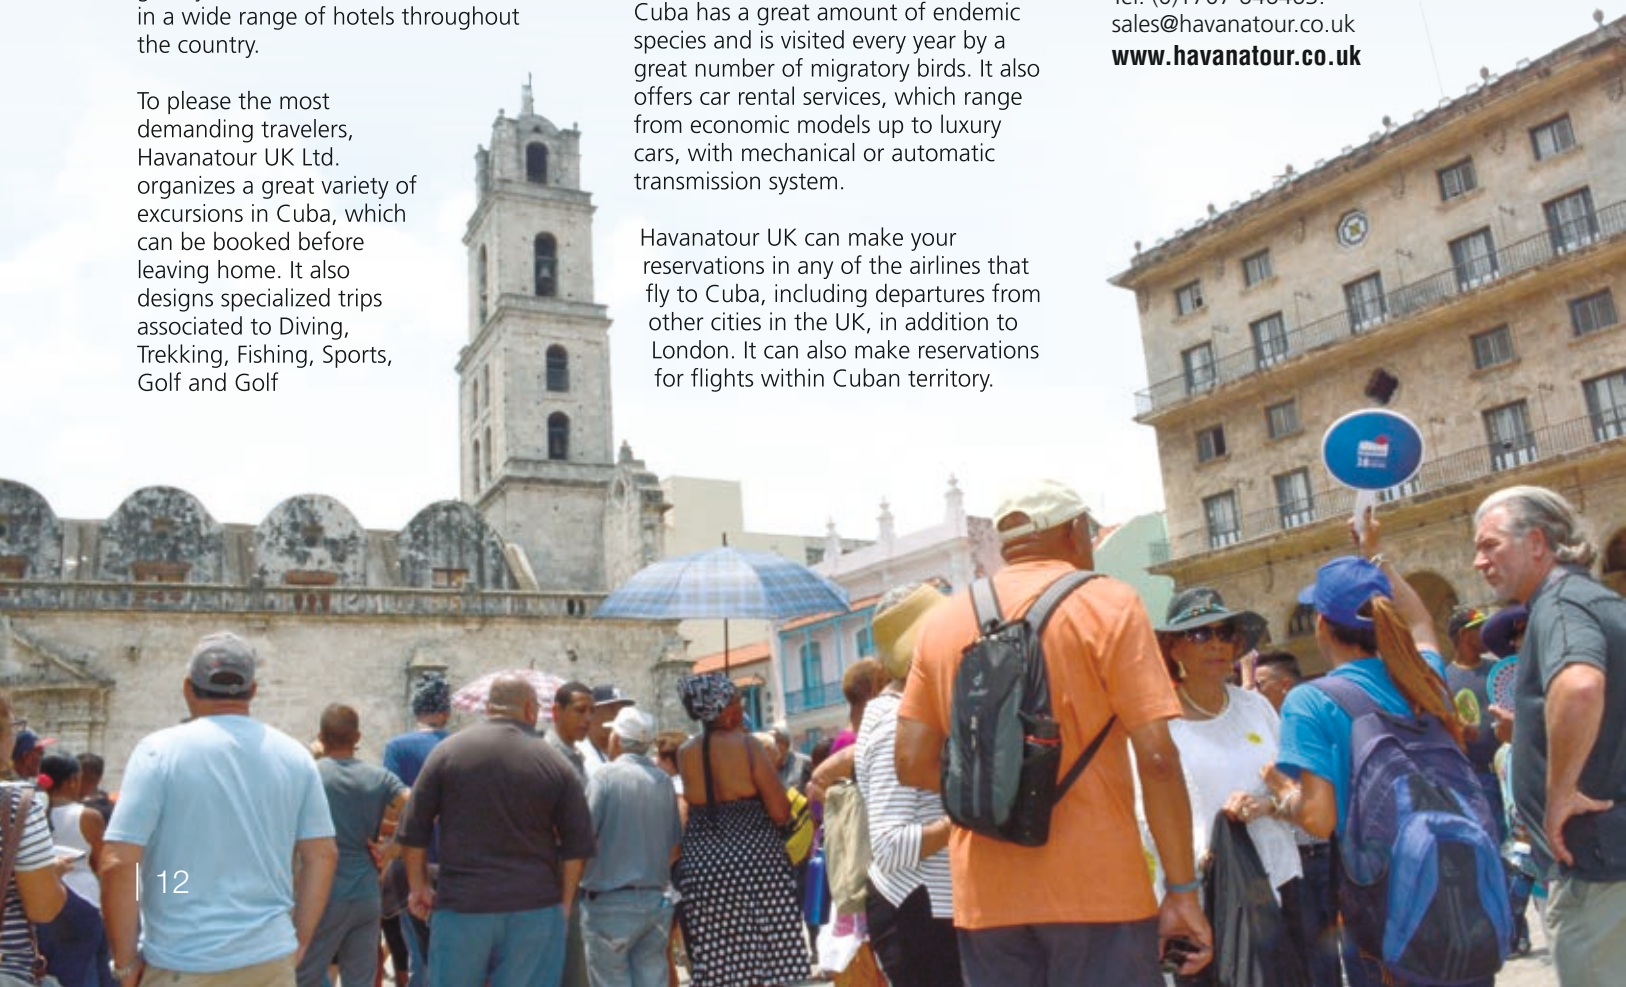 in a wide range of hotels throughout
the country.
To please the most
demanding travelers,
Havanatour UK Ltd.
organizes a great variety of
excursions in Cuba, which
can be booked before
leaving home. It also
designs specialized trips
associated to Diving,
Trekking, Fishing, Sports,
Golf and Golf
Cuba has a great amount of endemic
species and is visited every year by a
great number of migratory birds. It also
offers car rental services, which range
from economic models up to luxury
cars, with mechanical or automatic
transmission system.
Havanatour UK can make your
reservations in any of the airlines that
fly to Cuba, including departures from
other cities in the UK, in addition to
London. It can also make reservations
for flights within Cuban territory.
sales@havanatour.co.uk
www.havanatour.co.uk
12